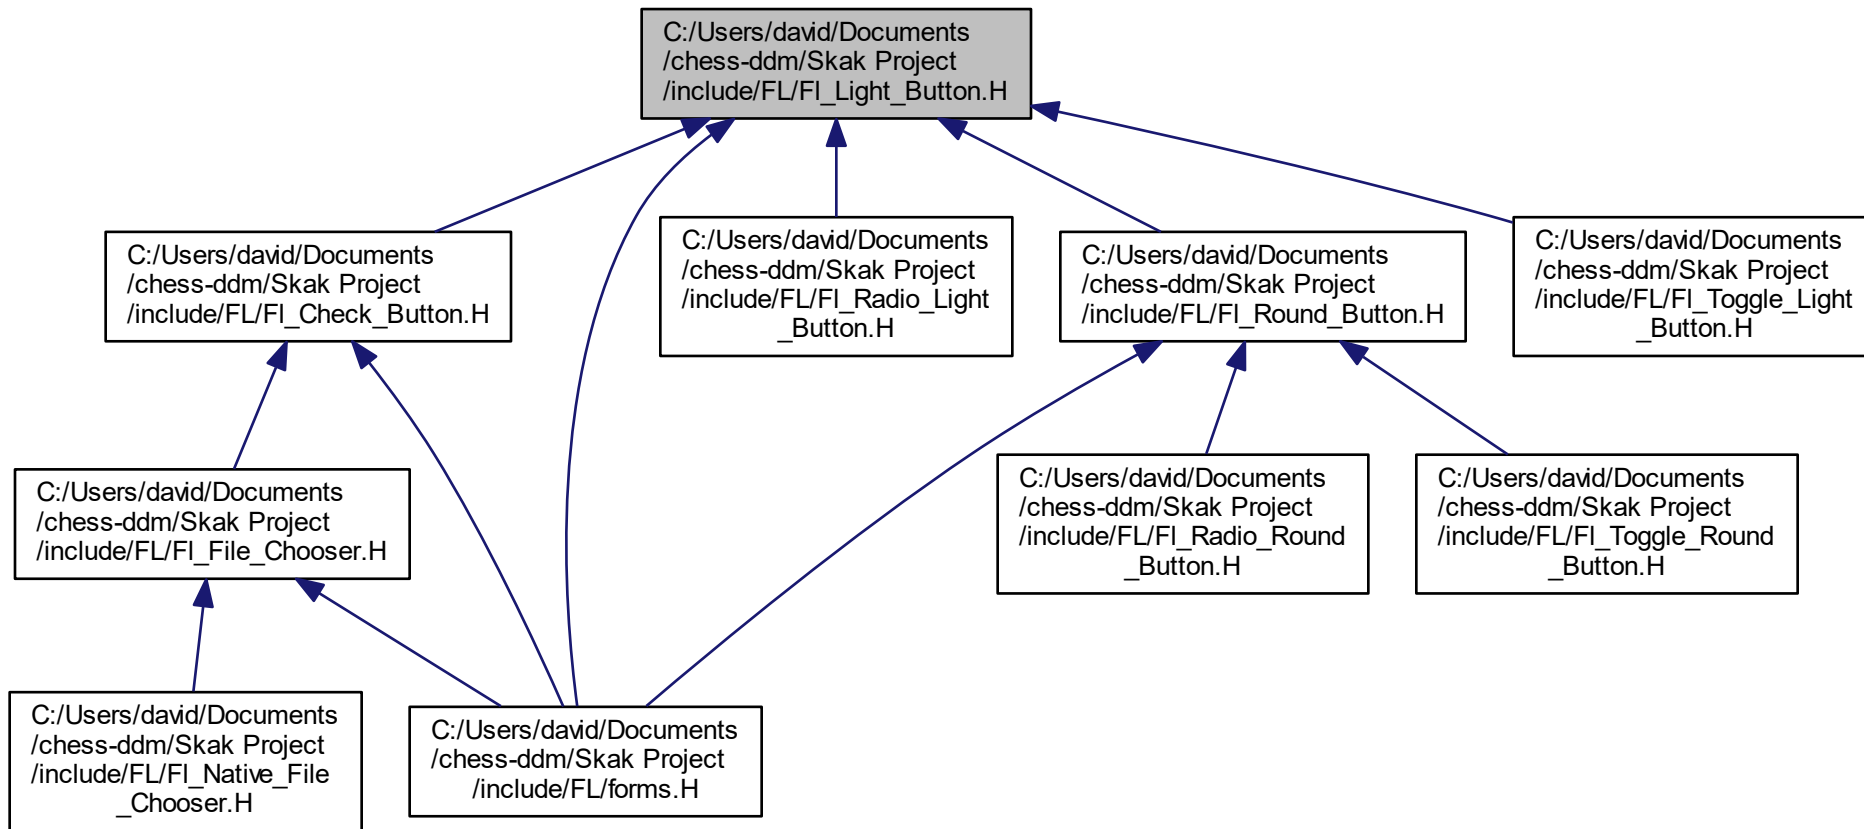 C:/Users/david/Documents
/chess-ddm/Skak Project
/include/FL/Fl_Light_Button.H
C:/Users/david/Documents
/chess-ddm/Skak Project
/include/FL/Fl_Check_Button.H
C:/Users/david/Documents
/chess-ddm/Skak Project
/include/FL/Fl_Radio_Light
_Button.H
C:/Users/david/Documents
/chess-ddm/Skak Project
/include/FL/Fl_Round_Button.H
C:/Users/david/Documents
/chess-ddm/Skak Project
/include/FL/Fl_Toggle_Light
_Button.H
C:/Users/david/Documents
/chess-ddm/Skak Project
/include/FL/Fl_File_Chooser.H
C:/Users/david/Documents
/chess-ddm/Skak Project
/include/FL/Fl_Radio_Round
_Button.H
C:/Users/david/Documents
/chess-ddm/Skak Project
/include/FL/Fl_Toggle_Round
_Button.H
C:/Users/david/Documents
/chess-ddm/Skak Project
/include/FL/Fl_Native_File
_Chooser.H
C:/Users/david/Documents
/chess-ddm/Skak Project
/include/FL/forms.H